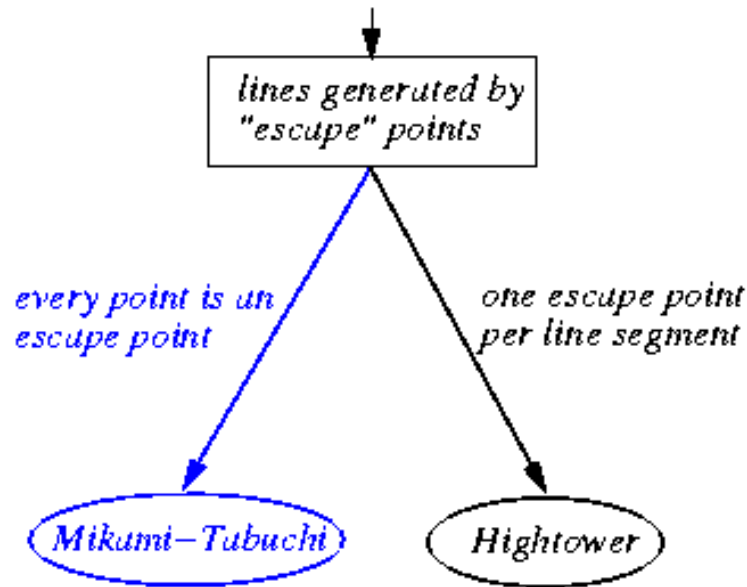 lines generated by
"escape" points
every point is an
escape point
one escape point
per line segment
Mikami-Tabuchi
Hightower